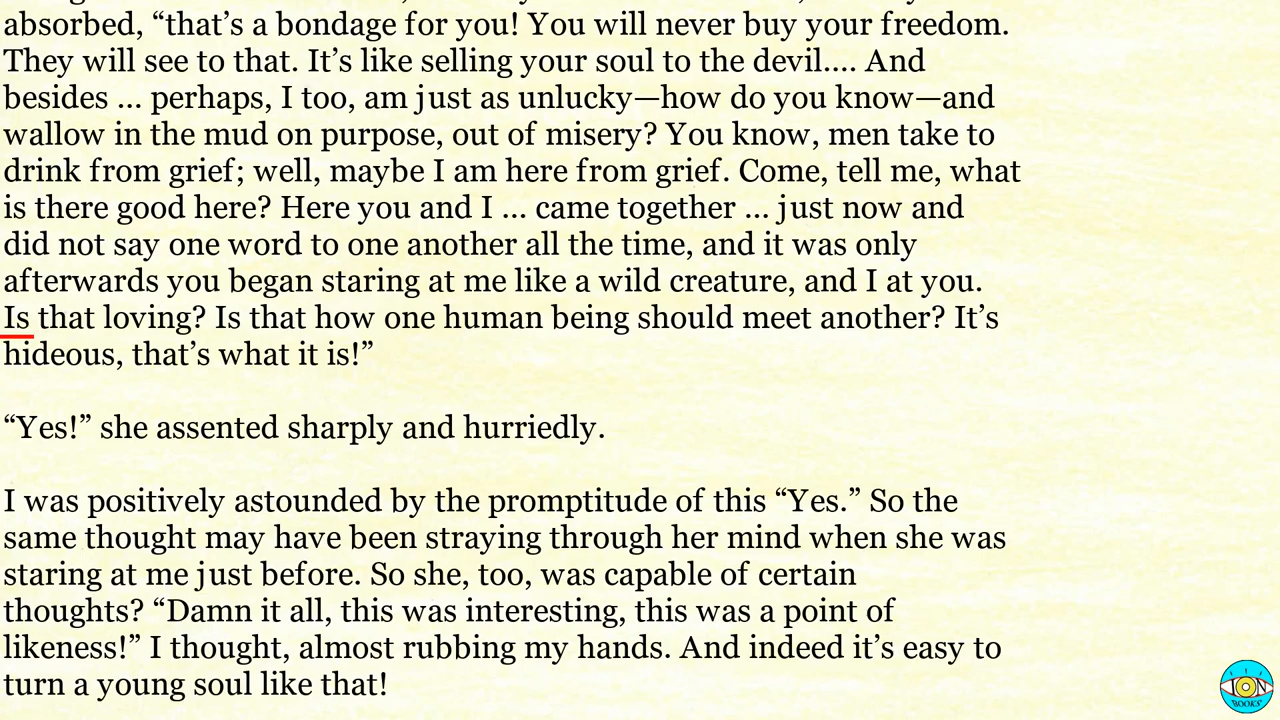 absorbed, “that’s a bondage for you! You will never buy your freedom.
They will see to that. It’s like selling your soul to the devil.... And
besides ... perhaps, I too, am just as unlucky—how do you know—and
wallow in the mud on purpose, out of misery? You know, men take to
drink from grief; well, maybe I am here from grief. Come, tell me, what
is there good here? Here you and I ... came together ... just now and
did not say one word to one another all the time, and it was only
afterwards you began staring at me like a wild creature, and I at you.
Is that loving? Is that how one human being should meet another? It’s
hideous, that’s what it is!”
“Yes!” she assented sharply and hurriedly.
I was positively astounded by the promptitude of this “Yes.” So the
same thought may have been straying through her mind when she was
staring at me just before. So she, too, was capable of certain
thoughts? “Damn it all, this was interesting, this was a point of
likeness!” I thought, almost rubbing my hands. And indeed it’s easy to
turn a young soul like that!
ION
BOOKS